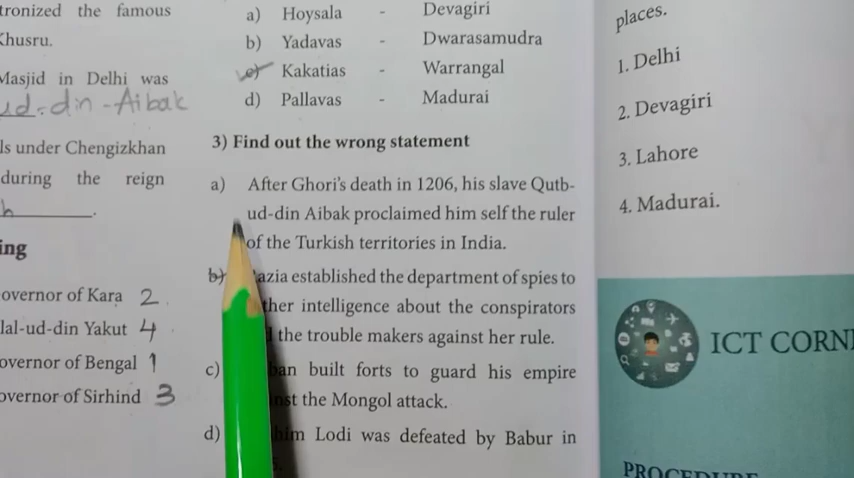 tronized the famous
Khusru.
Masjid in Delhi was
ud-din-Aibak
ls under Chengizkhan
during the reign
h
ing
overnor of Kara 2
lal-ud-din Yakut 4
overnor of Bengal 1
overnor of Sirhind 3
a) Hoysala - Devagiri
b) Yadavas - Dwarasamudra
c) Kakatias - Warrangal
d) Pallavas - Madurai
3) Find out the wrong statement
a) After Ghori's death in 1206, his slave Qutb-
ud-din Aibak proclaimed him self the ruler
of the Turkish territories in India.
b) azia established the department of spies to
ther intelligence about the conspirators
the trouble makers against her rule.
c) ban built forts to guard his empire
nst the Mongol attack.
d) him Lodi was defeated by Babur in
places.
1. Delhi
2. Devagiri
3. Lahore
4. Madurai.
ICT CORN
PROCEDURE